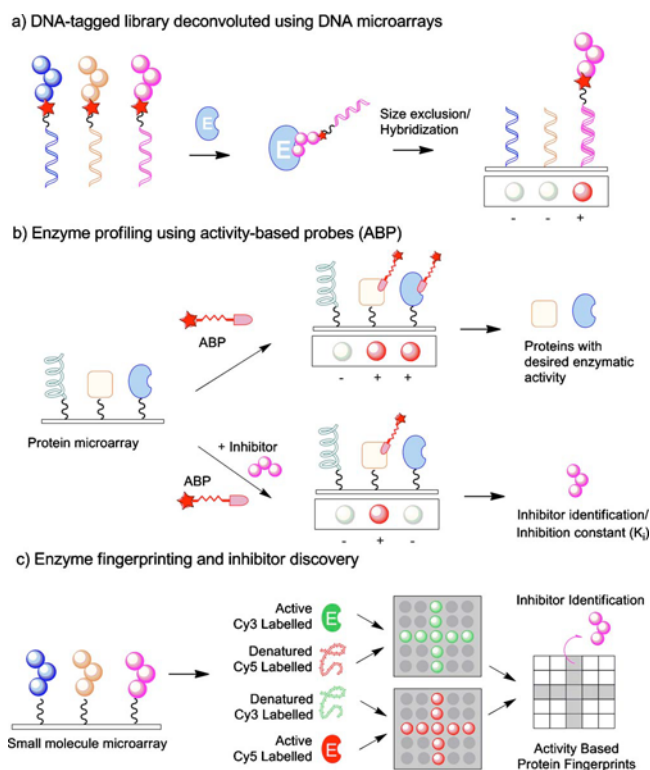 a) DNA-tagged library deconvoluted using DNA microarrays
E
E
Size exclusion/
Hybridization
- - +
b) Enzyme profiling using activity-based probes (ABP)
ABP
- + +
Proteins with
desired enzymatic
activity
Protein microarray
+ Inhibitor
ABP
- + -
Inhibitor identification/
Inhibition constant (Ki)
c) Enzyme fingerprinting and inhibitor discovery
Active
Cy3 Labelled
E
Denatured
Cy5 Labelled
Denatured
Cy3 Labelled
Active
Cy5 Labelled
E
Small molecule microarray
Inhibitor Identification
Activity Based
Protein Fingerprints